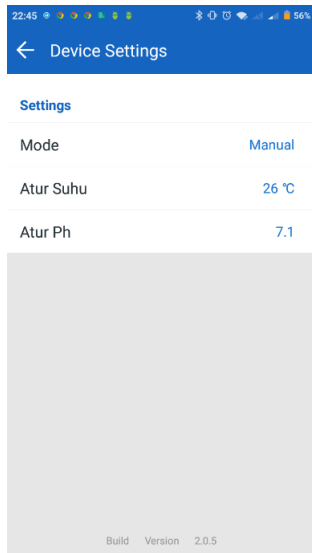 22:45 56%
Device Settings
Settings
Mode Manual
Atur Suhu 26 ℃
Atur Ph 7.1
Build Version 2.0.5